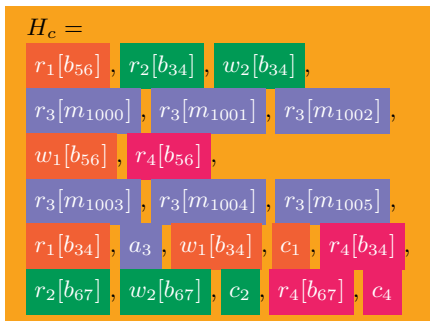 H_c =
r_1[b_56] , r_2[b_34] , w_2[b_34] ,
r_3[m_1000] , r_3[m_1001] , r_3[m_1002] ,
w_1[b_56] , r_4[b_56] ,
r_3[m_1003] , r_3[m_1004] , r_3[m_1005] ,
r_1[b_34] , a_3 , w_1[b_34] , c_1 , r_4[b_34] ,
r_2[b_67] , w_2[b_67] , c_2 , r_4[b_67] , c_4